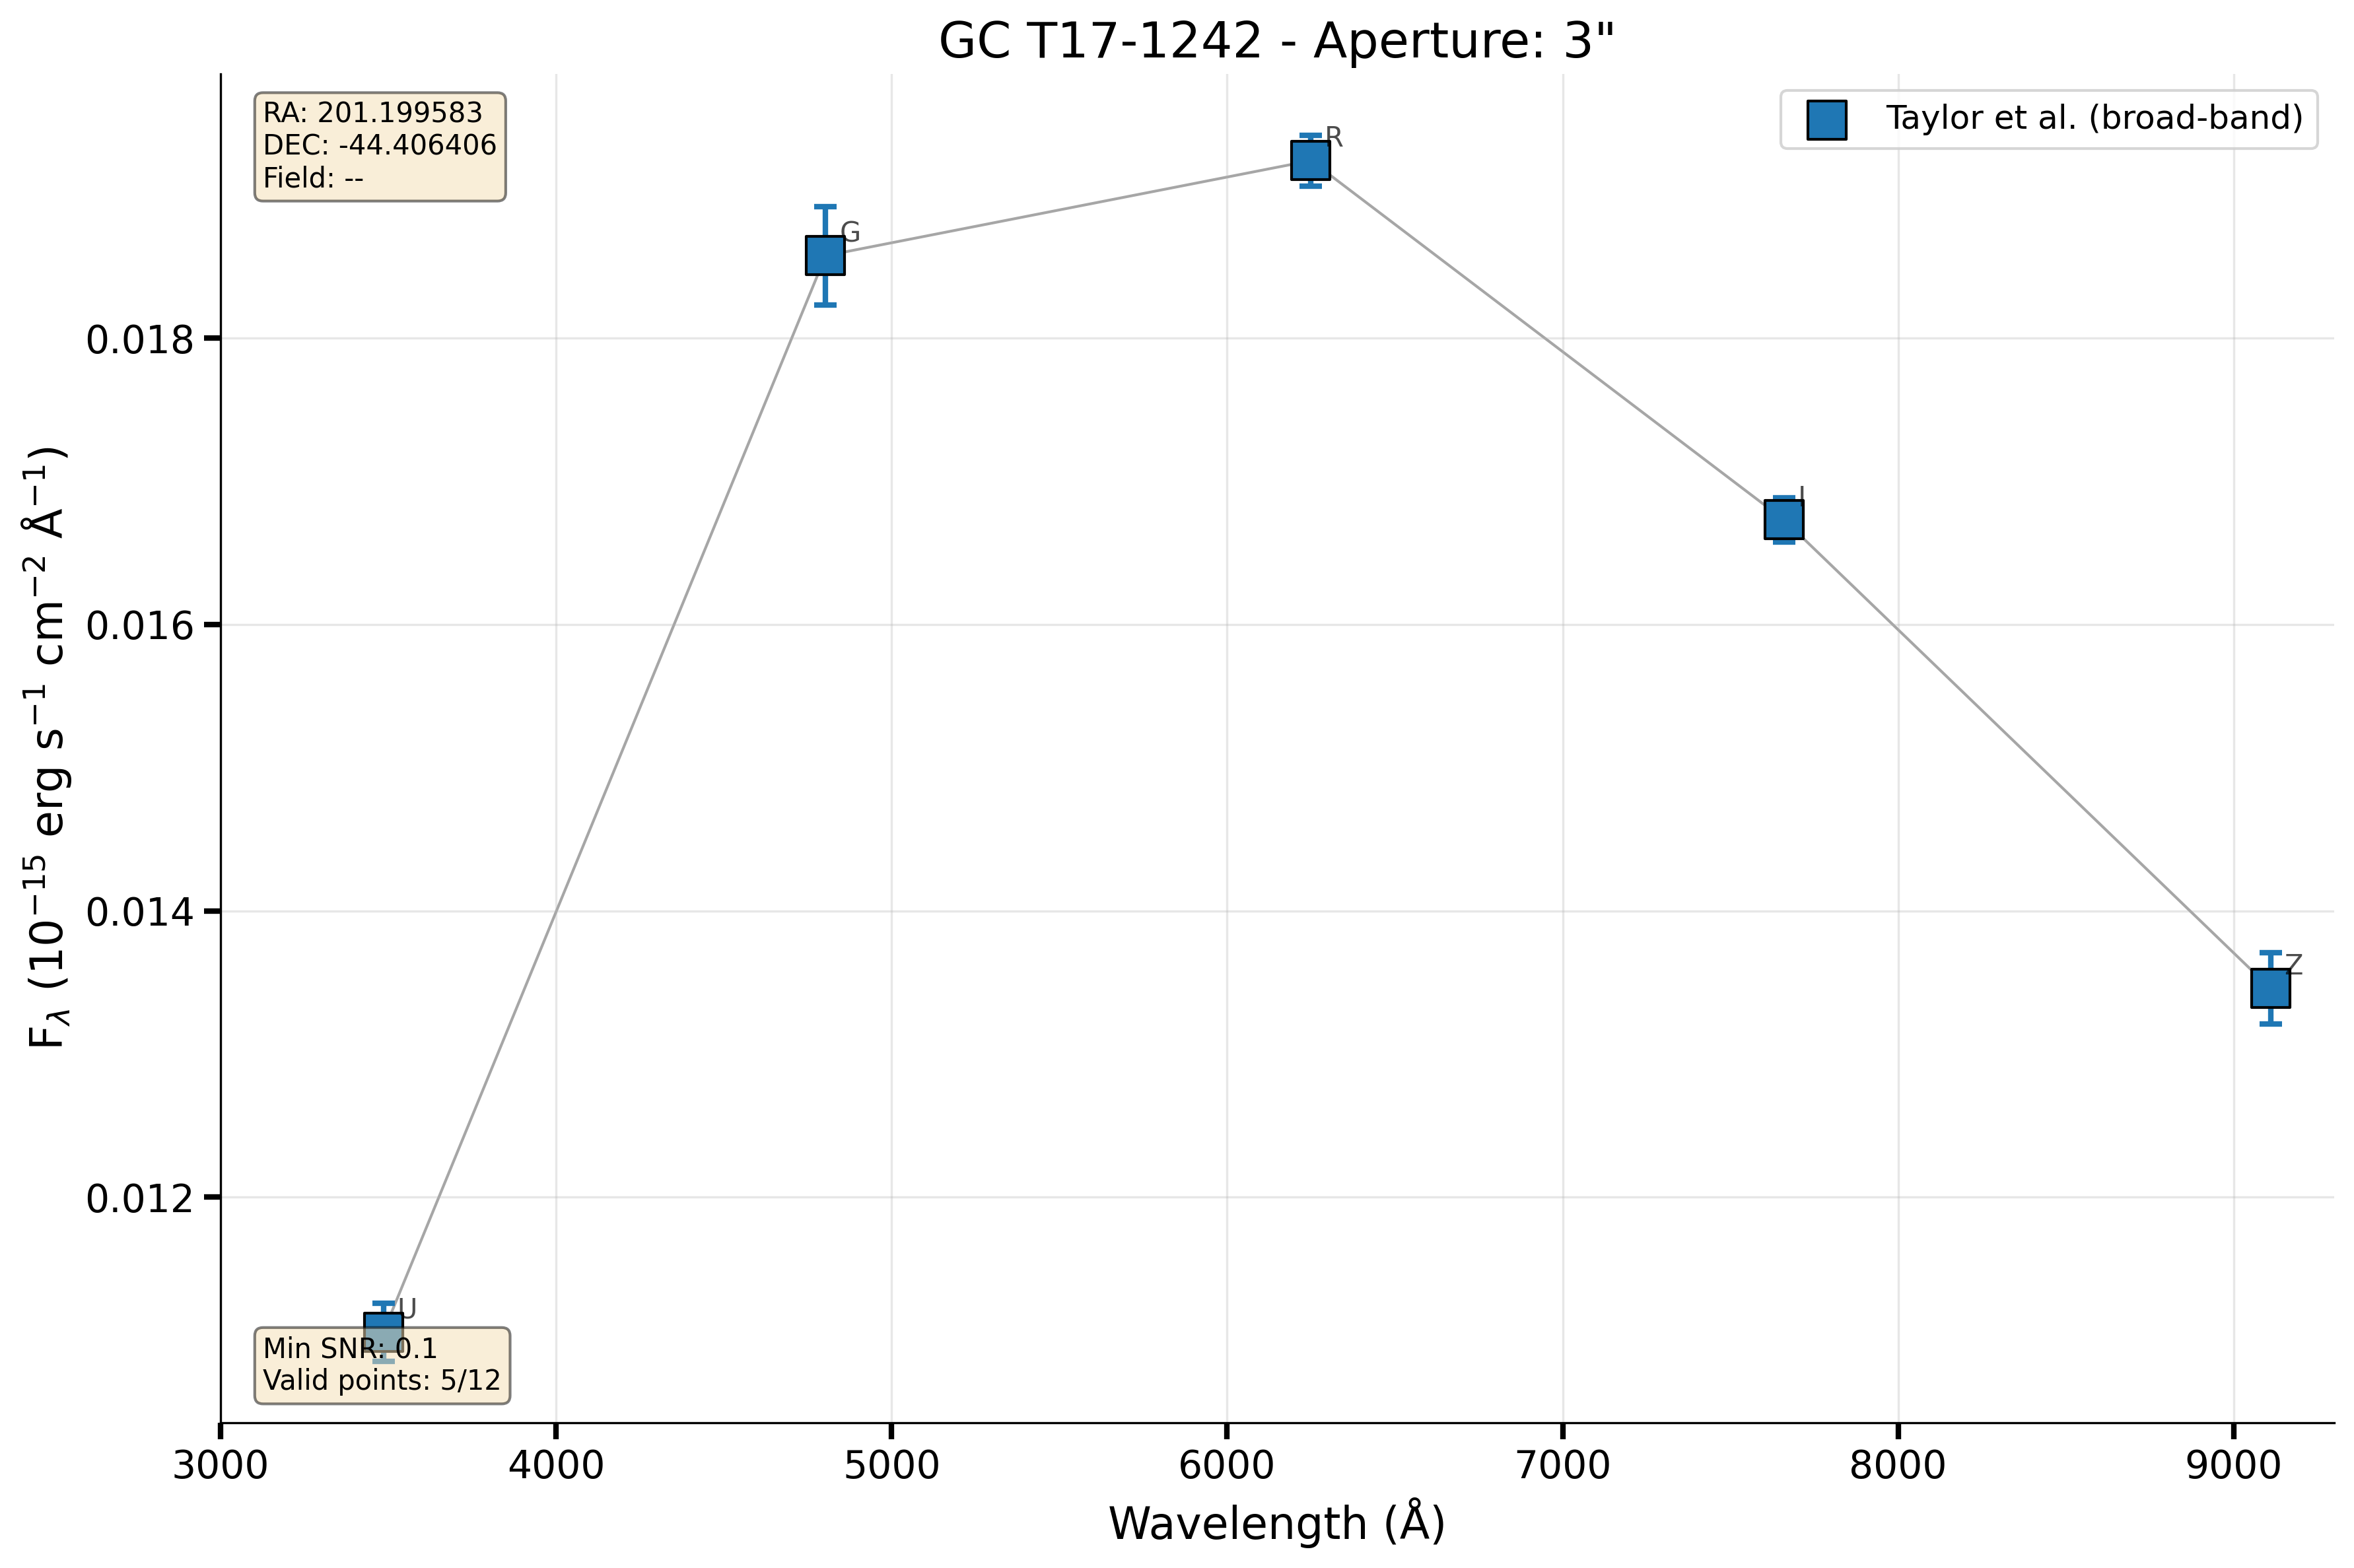 GC T17-1242 - Aperture: 3"
RA: 201.199583
DEC: -44.406406
Field: --
Taylor et al. (broad-band)
R
G
I
Z
U
Min SNR: 0.1
Valid points: 5/12
0.018
0.016
0.014
0.012
F_λ (10⁻¹⁵ erg s⁻¹ cm⁻² Å⁻¹)
3000 4000 5000 6000 7000 8000 9000
Wavelength (Å)